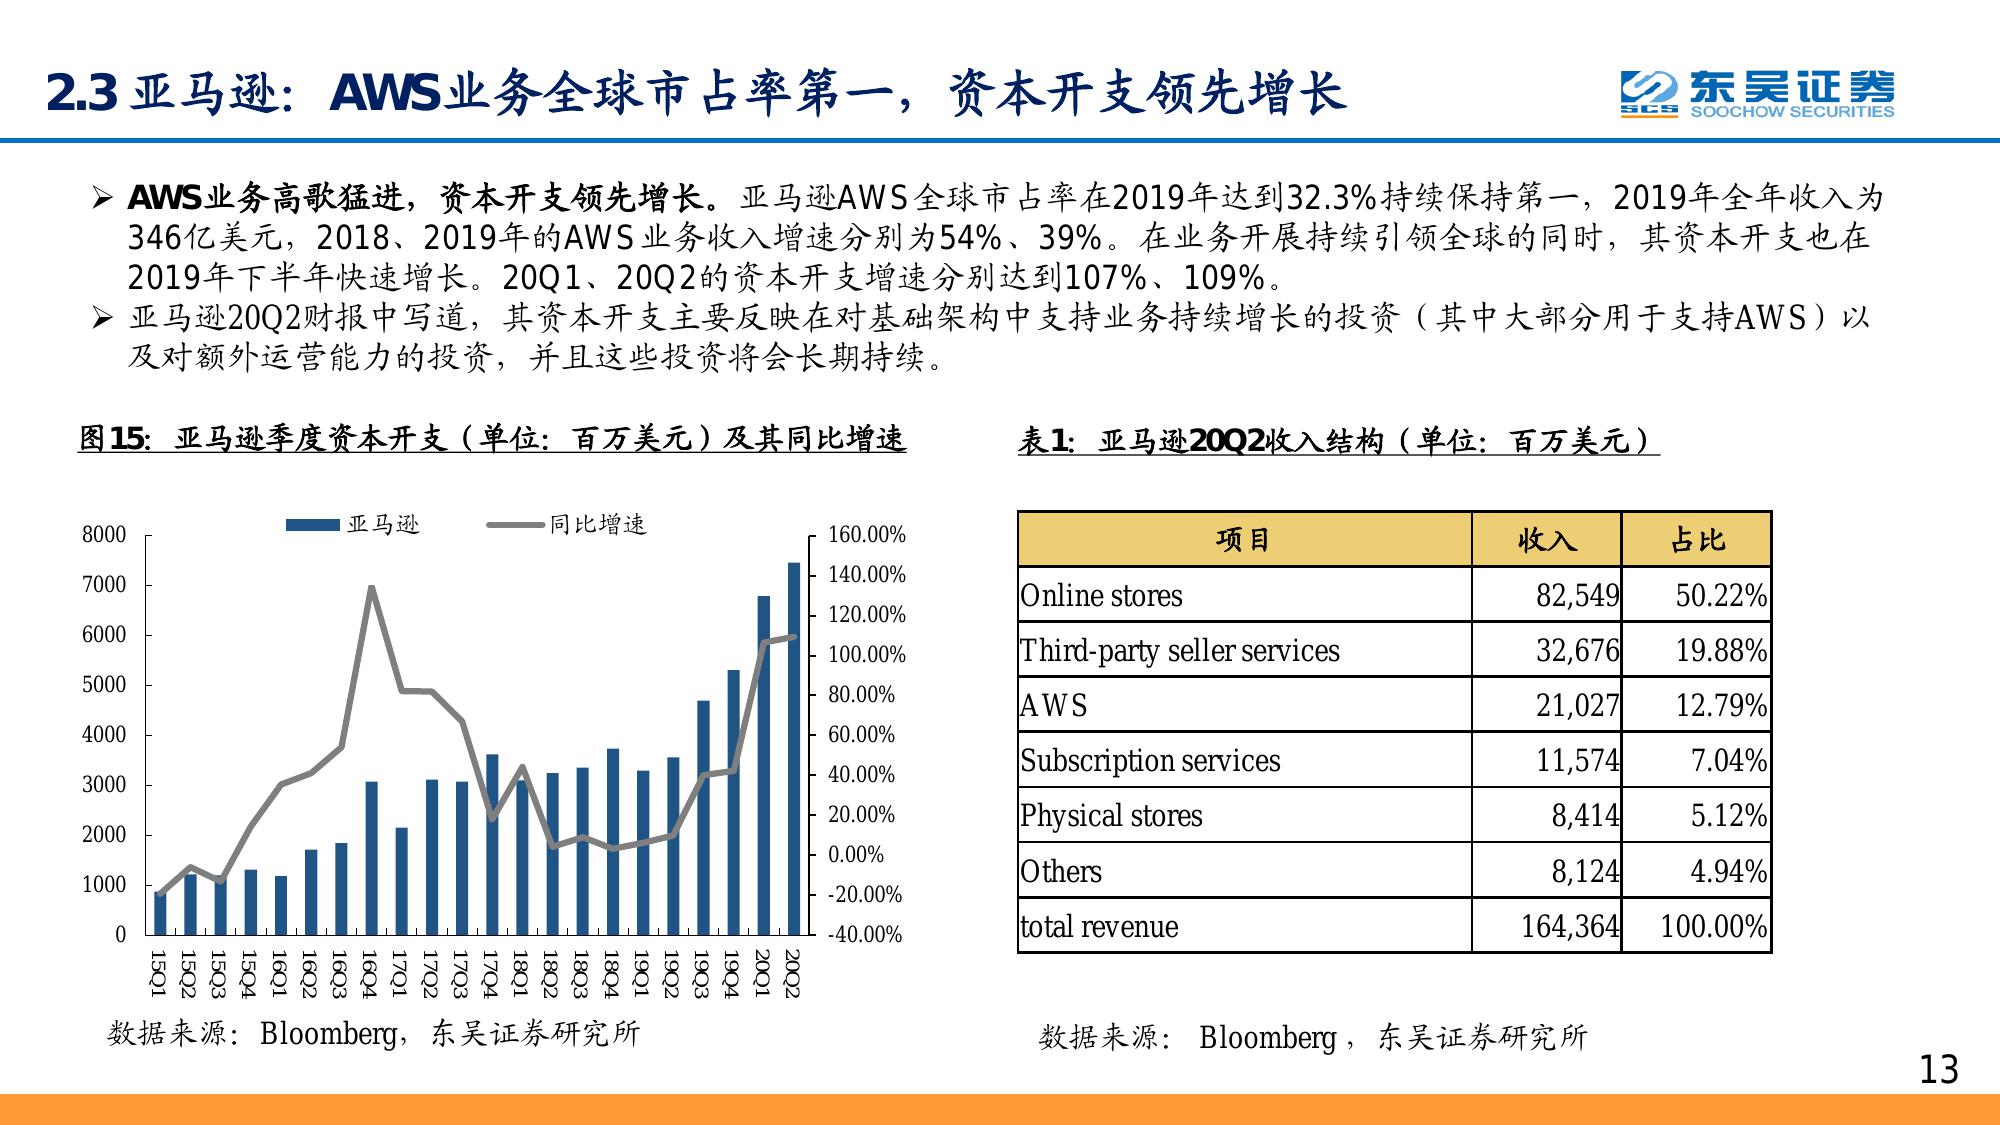 2.3 亚马逊：AWS业务全球市占率第一，资本开支领先增长
SCS 东吴证券
SOOCHOW SECURITIES
➢ AWS业务高歌猛进，资本开支领先增长。亚马逊AWS全球市占率在2019年达到32.3%持续保持第一，2019年全年收入为
346亿美元，2018、2019年的AWS业务收入增速分别为54%、39%。在业务开展持续引领全球的同时，其资本开支也在
2019年下半年快速增长。20Q1、20Q2的资本开支增速分别达到107%、109%。
➢ 亚马逊20Q2财报中写道，其资本开支主要反映在对基础架构中支持业务持续增长的投资（其中大部分用于支持AWS）以
及对额外运营能力的投资，并且这些投资将会长期持续。
图15：亚马逊季度资本开支（单位：百万美元）及其同比增速
亚马逊 同比增速
8000
7000
6000
5000
4000
3000
2000
1000
0
160.00%
140.00%
120.00%
100.00%
80.00%
60.00%
40.00%
20.00%
0.00%
-20.00%
-40.00%
15Q1 15Q2 15Q3 15Q4 16Q1 16Q2 16Q3 16Q4 17Q1 17Q2 17Q3 17Q4 18Q1 18Q2 18Q3 18Q4 19Q1 19Q2 19Q3 19Q4 20Q1 20Q2
数据来源：Bloomberg，东吴证券研究所
表1：亚马逊20Q2收入结构（单位：百万美元）
项目 收入 占比
Online stores 82,549 50.22%
Third-party seller services 32,676 19.88%
AWS 21,027 12.79%
Subscription services 11,574 7.04%
Physical stores 8,414 5.12%
Others 8,124 4.94%
total revenue 164,364 100.00%
数据来源： Bloomberg ，东吴证券研究所
13